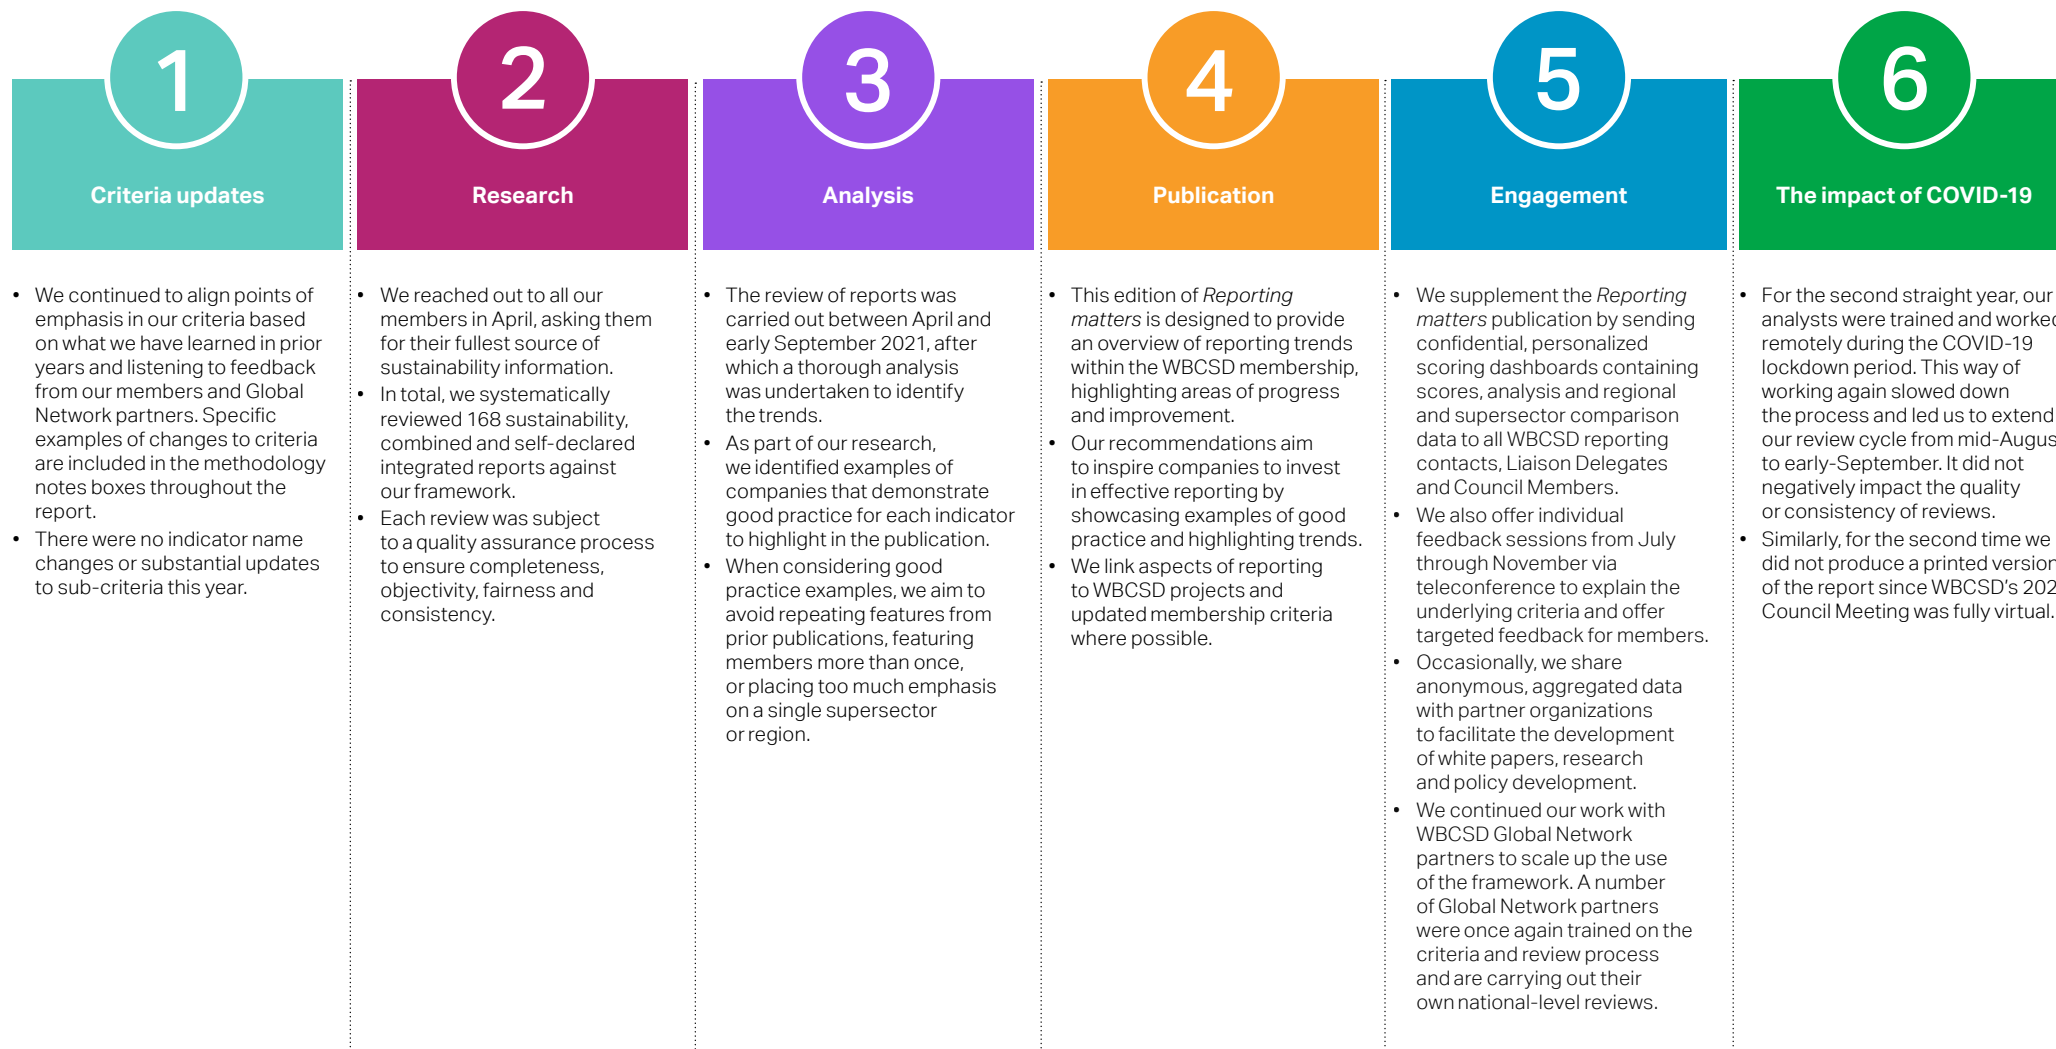 1
Criteria updates
• We continued to align points of
emphasis in our criteria based
on what we have learned in prior
years and listening to feedback
from our members and Global
Network partners. Specific
examples of changes to criteria
are included in the methodology
notes boxes throughout the
report.
• There were no indicator name
changes or substantial updates
to sub-criteria this year.
2
Research
• We reached out to all our
members in April, asking them
for their fullest source of
sustainability information.
• In total, we systematically
reviewed 168 sustainability,
combined and self-declared
integrated reports against
our framework.
• Each review was subject
to a quality assurance process
to ensure completeness,
objectivity, fairness and
consistency.
3
Analysis
• The review of reports was
carried out between April and
early September 2021, after
which a thorough analysis
was undertaken to identify
the trends.
• As part of our research,
we identified examples of
companies that demonstrate
good practice for each indicator
to highlight in the publication.
• When considering good
practice examples, we aim to
avoid repeating features from
prior publications, featuring
members more than once,
or placing too much emphasis
on a single supersector
or region.
4
Publication
• This edition of Reporting
matters is designed to provide
an overview of reporting trends
within the WBCSD membership,
highlighting areas of progress
and improvement.
• Our recommendations aim
to inspire companies to invest
in effective reporting by
showcasing examples of good
practice and highlighting trends.
• We link aspects of reporting
to WBCSD projects and
updated membership criteria
where possible.
5
Engagement
• We supplement the Reporting
matters publication by sending
confidential, personalized
scoring dashboards containing
scores, analysis and regional
and supersector comparison
data to all WBCSD reporting
contacts, Liaison Delegates
and Council Members.
• We also offer individual
feedback sessions from July
through November via
teleconference to explain the
underlying criteria and offer
targeted feedback for members.
• Occasionally, we share
anonymous, aggregated data
with partner organizations
to facilitate the development
of white papers, research
and policy development.
• We continued our work with
WBCSD Global Network
partners to scale up the use
of the framework. A number
of Global Network partners
were once again trained on the
criteria and review process
and are carrying out their
own national-level reviews.
6
The impact of COVID-19
• For the second straight year, our
analysts were trained and worked
remotely during the COVID-19
lockdown period. This way of
working again slowed down
the process and led us to extend
our review cycle from mid-Augus
to early-September. It did not
negatively impact the quality
or consistency of reviews.
• Similarly, for the second time we
did not produce a printed version
of the report since WBCSD's 202
Council Meeting was fully virtual.